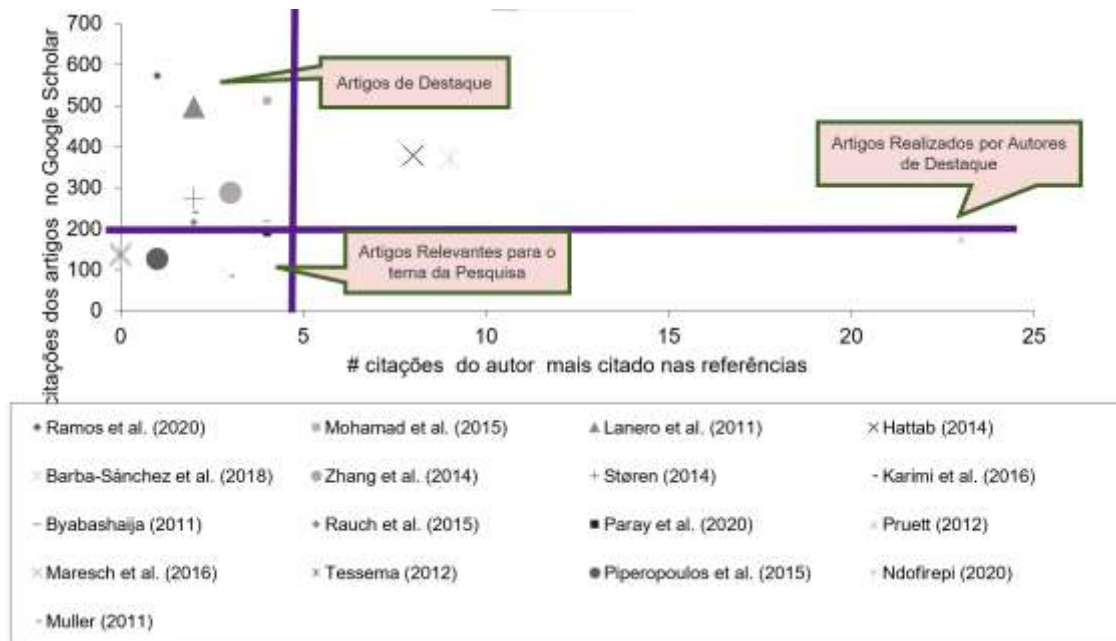 700
600
500
400
300
200
100
0
citações dos artigos no Google Scholar
0 5 10 15 20 25
# citações do autor mais citado nas referências
Artigos de Destaque
Artigos Realizados por Autores
de Destaque
Artigos Relevantes para o
tema da Pesquisa
Ramos et al. (2020) Mohamad et al. (2015) Lanero et al. (2011) Hattab (2014)
Barba-Sánchez et al. (2018) Zhang et al. (2014) Støren (2014) Karimi et al. (2016)
Byabashaija (2011) Rauch et al. (2015) Paray et al. (2020) Pruett (2012)
Maresch et al. (2016) Tessema (2012) Piperopoulos et al. (2015) Ndofirepi (2020)
Muller (2011)